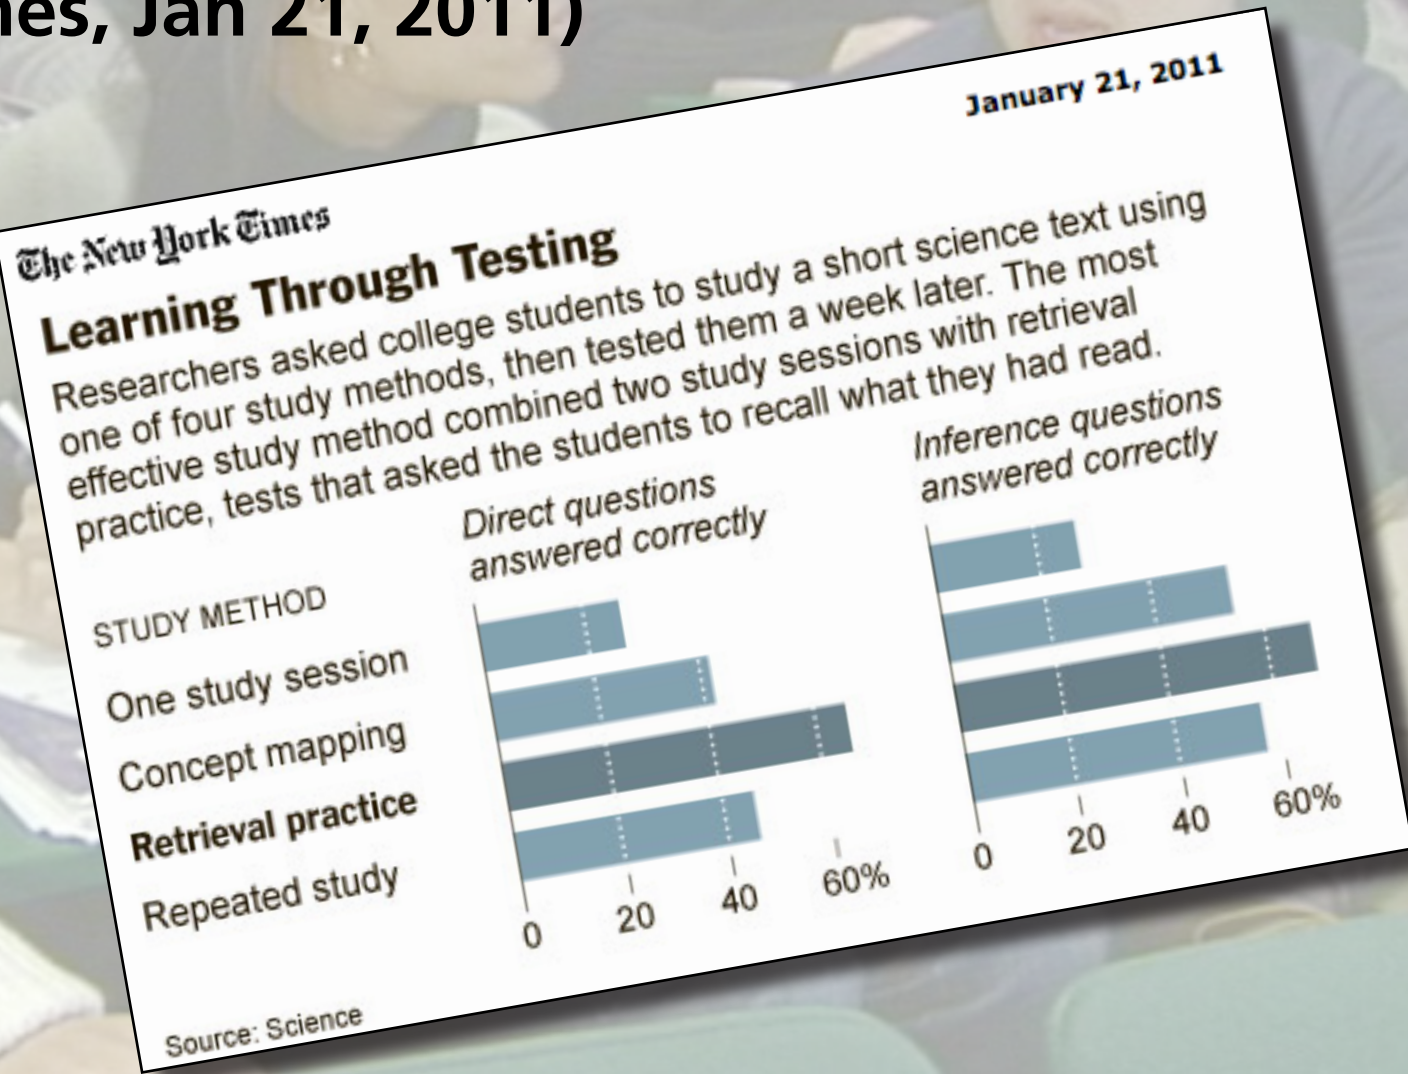 nes, Jan 21, 2011)
January 21, 2011
The New York Times
Learning Through Testing
Researchers asked college students to study a short science text using
one of four study methods, then tested them a week later. The most
effective study method combined two study sessions with retrieval
practice, tests that asked the students to recall what they had read.
Direct questions
answered correctly
Inference questions
answered correctly
STUDY METHOD
One study session
Concept mapping
Retrieval practice
Repeated study
0 20 40 60%
0 20 40 60%
Source: Science